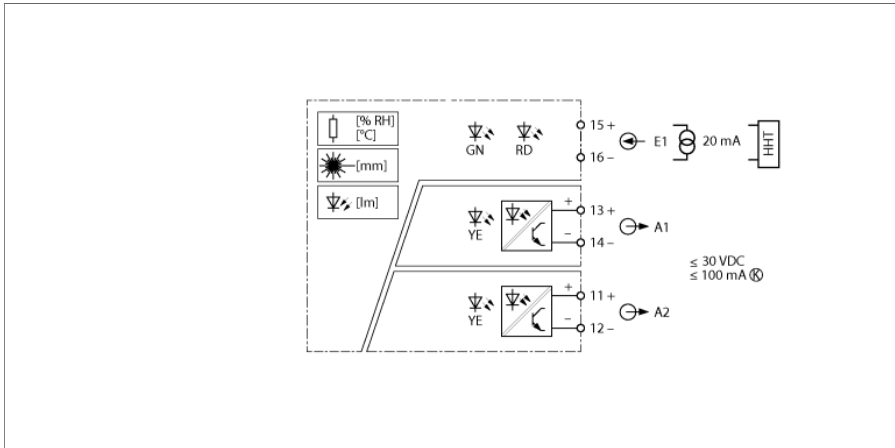 [% RH]
[°C]
[mm]
[lm]
GN
RD
15 +
16 –
E1
20 mA
HHT
YE
+
–
13 +
14 –
A1
≤ 30 VDC
≤ 100 mA Ⓚ
YE
+
–
11 +
12 –
A2